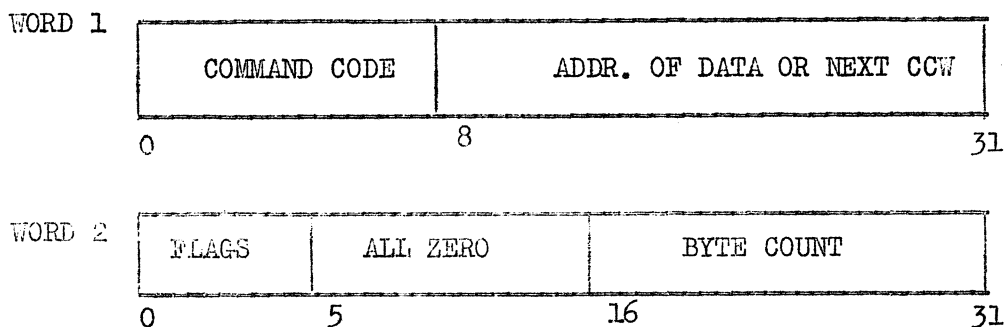 WORD 1
COMMAND CODE ADDR. OF DATA OR NEXT CCW
0 8 31
WORD 2
FLAGS ALL ZERO BYTE COUNT
0 5 16 31